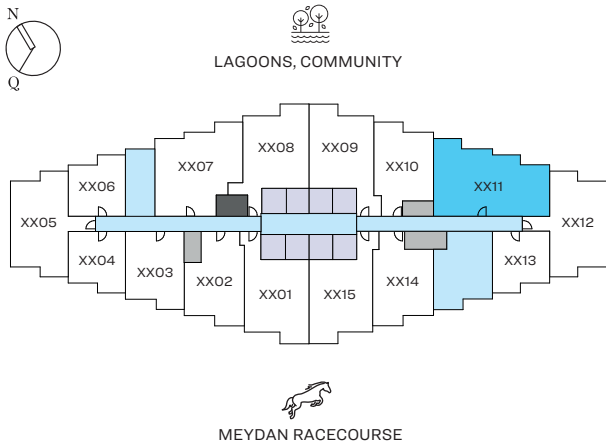 N
Q
LAGOONS, COMMUNITY
XX08
XX09
XX07
XX10
XX06
XX11
XX05
XX12
XX04
XX03
XX02
XX01
XX15
XX14
XX13
MEYDAN RACECOURSE